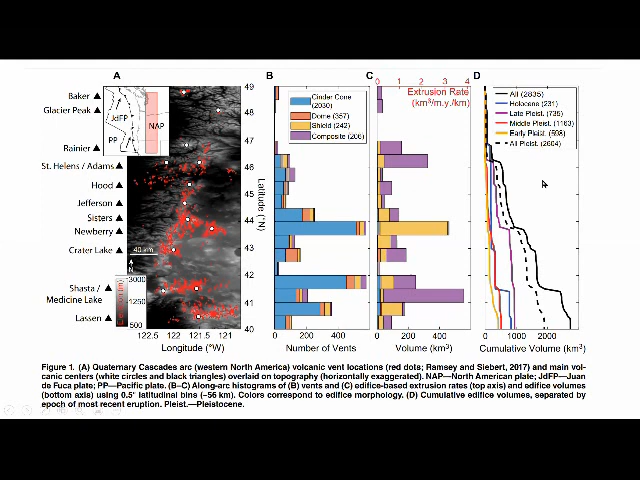 A
B
C
D
0 1 2 3 4
Extrusion Rate
(km³/m.y./km)
Baker
Glacier Peak
Rainier
St. Helens / Adams
Hood
Jefferson
Sisters
Newberry
Crater Lake
Shasta /
Medicine Lake
Lassen
JdFP
NAP
PP
N
40 km
3000
1250
500
122.5 122 121.5 121
Longitude (°W)
49
48
47
46
45
44
43
42
41
40
Latitude (°N)
Cinder Cone
(2030)
Dome (357)
Shield (242)
Composite (206)
0 200 400
Number of Vents
0 200 400
Volume (km³)
All (2835)
Holocene (231)
Late Pleist. (735)
Middle Pleist. (1163)
Early Pleist. (598)
All Pleist. (2604)
0 1000 2000
Cumulative Volume (km³)
Figure 1. (A) Quaternary Cascades arc (western North America) volcanic vent locations (red dots; Ramsey and Siebert, 2017) and main vol-
canic centers (white circles and black triangles) overlaid on topography (horizontally exaggerated). NAP—North American plate; JdFP—Juan
de Fuca plate; PP—Pacific plate. (B–C) Along-arc histograms of (B) vents and (C) edifice-based extrusion rates (top axis) and edifice volumes
(bottom axis) using 0.5° latitudinal bins (~56 km). Colors correspond to edifice morphology. (D) Cumulative edifice volumes, separated by
epoch of most recent eruption. Pleist.—Pleistocene.